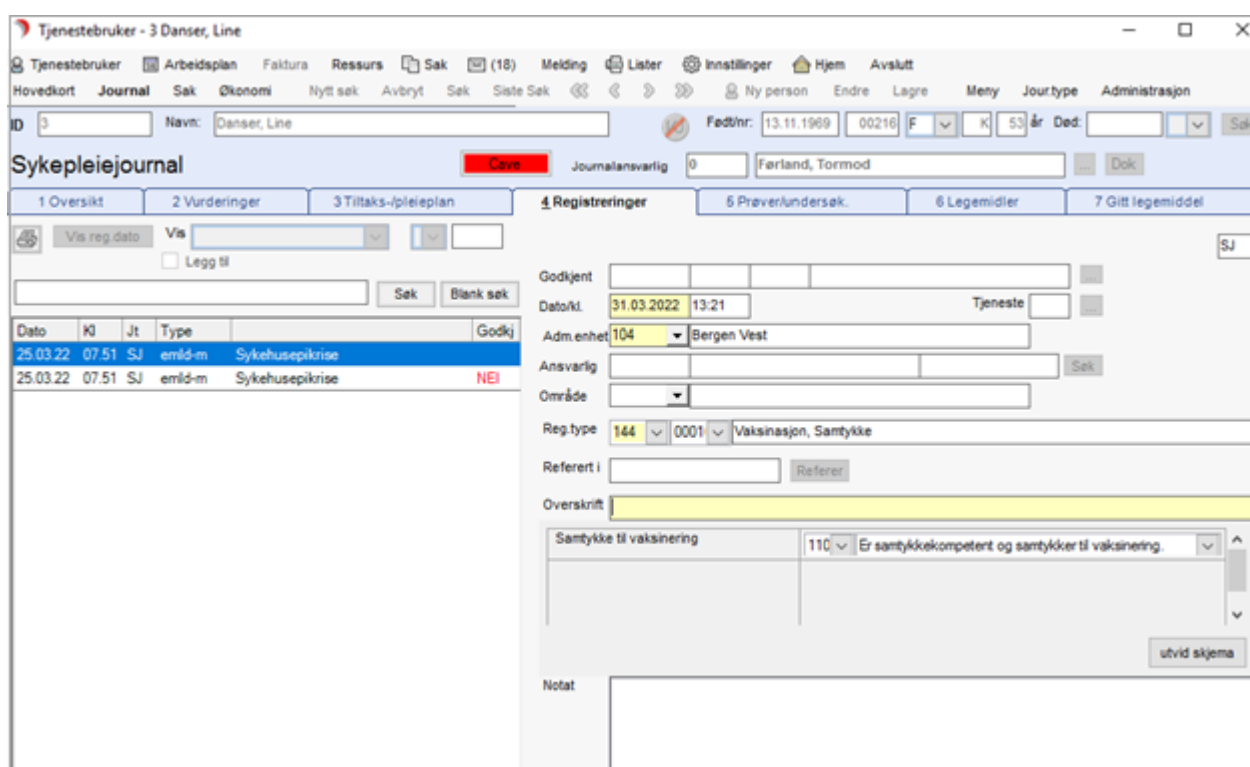 Tjenestebruker - 3 Danser, Line
Tjenestebruker Arbeidsplan Faktura Ressurs Sak (18) Melding Lister Innstillinger Hjem Avslutt
Hovedkort Journal Sak Økonomi Nytt søk Avbryt Søk Siste Søk Ny person Endre Lagre Meny Jour.type Administrasjon
ID 3 Navn: Danser, Line Født/nr: 13.11.1969 00216 F K 53 år Død: Søk
Sykepleiejournal Cave Journalansvarlig 0 Førland, Tormod ... Dok
1 Oversikt 2 Vurderinger 3 Tiltaks-/pleieplan 4 Registreringer 5 Prøver/undersøk. 6 Legemidler 7 Gitt legemiddel
Vis reg.dato Vis
SJ
Legg til
Søk Blank søk
Dato Kl Jt Type Godkj
25.03.22 07.51 SJ emld-m Sykehusepikrise
25.03.22 07.51 SJ emld-m Sykehusepikrise NEI
Godkjent ...
Dato/kl. 31.03.2022 13:21 Tjeneste ...
Adm.enhet 104 Bergen Vest
Ansvarlig Søk
Område
Reg.type 144 0001 Vaksinasjon, Samtykke
Referert i Referer
Overskrift
Samtykke til vaksinering 110 Er samtykkekompetent og samtykker til vaksinering.
utvid skjema
Notat